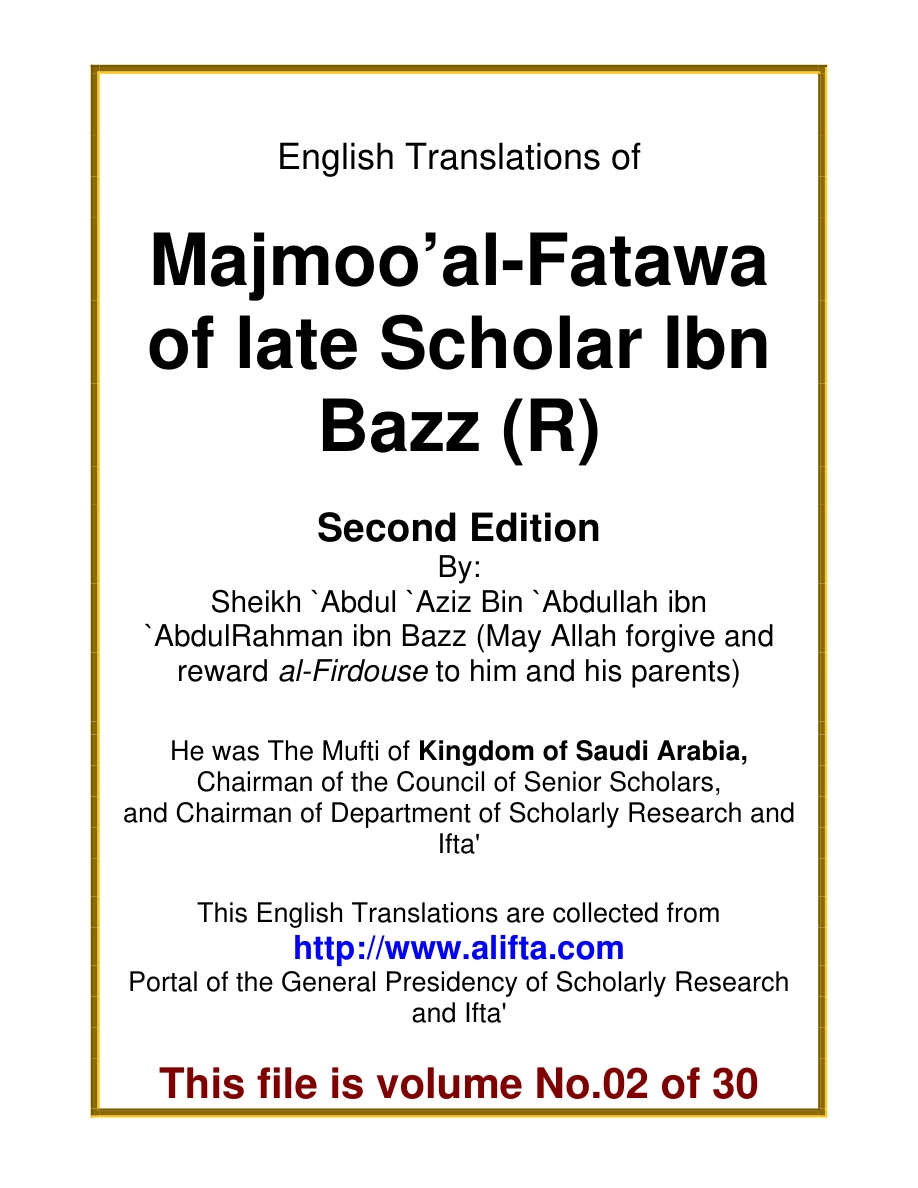 English Translations of
Majmoo’al-Fatawa
of late Scholar Ibn
Bazz (R)
Second Edition
By:
Sheikh `Abdul `Aziz Bin `Abdullah ibn
`AbdulRahman ibn Bazz (May Allah forgive and
reward al-Firdouse to him and his parents)
He was The Mufti of Kingdom of Saudi Arabia,
Chairman of the Council of Senior Scholars,
and Chairman of Department of Scholarly Research and
Ifta'
This English Translations are collected from
http://www.alifta.com
Portal of the General Presidency of Scholarly Research
and Ifta'
This file is volume No.02 of 30